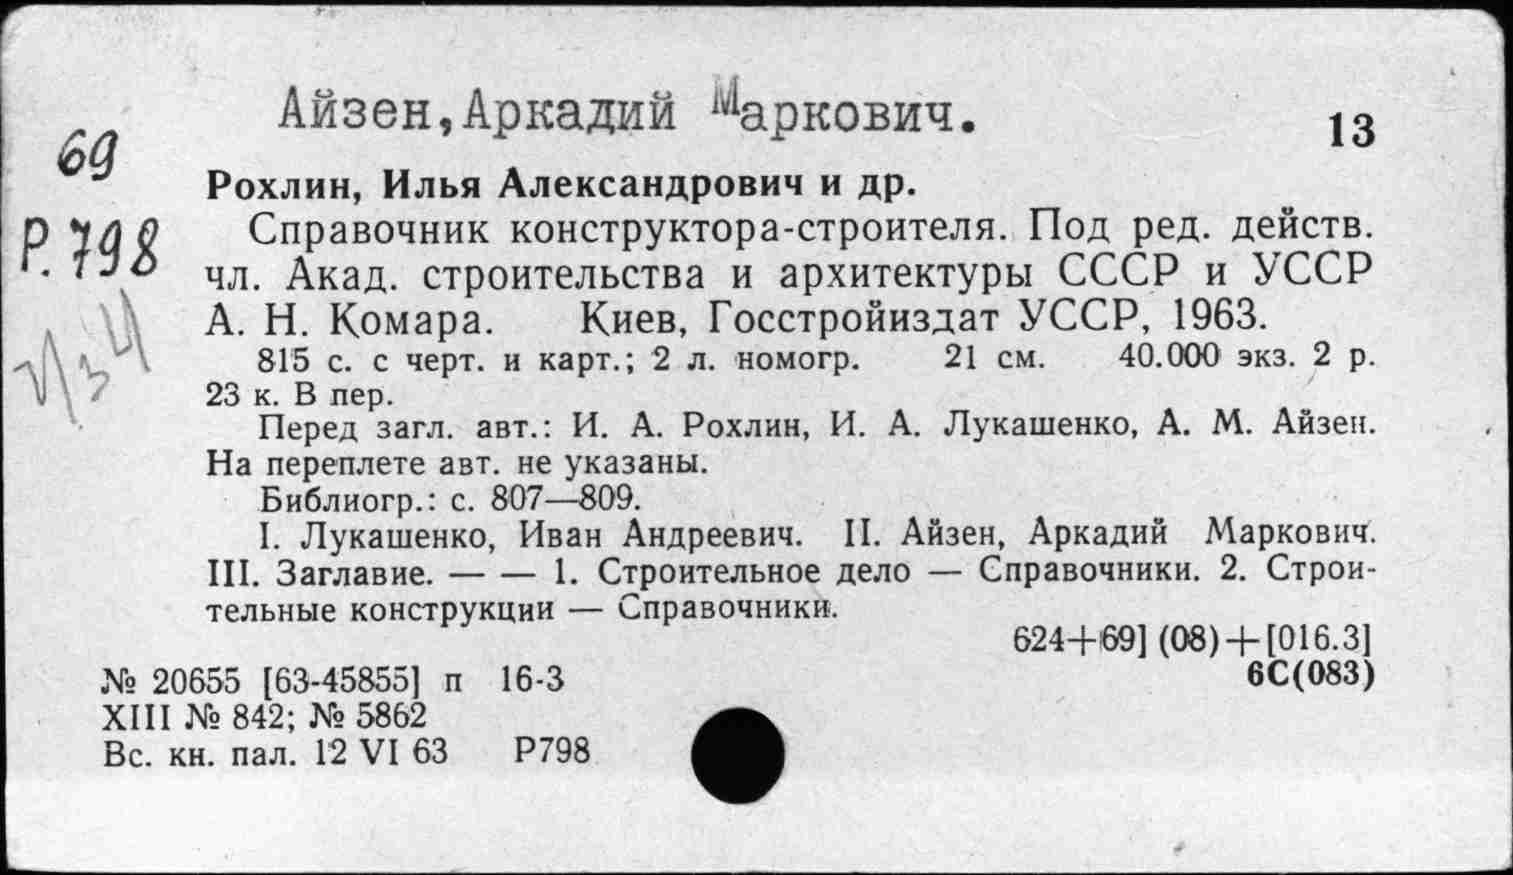 Айзен, Аркадий Маркович.
13
69
Р.798
Рохлин, Илья Александрович и др.
Справочник конструктора-строителя. Под ред. действ.
чл. Акад. строительства и архитектуры СССР и УССР
А. Н. Комара. Киев, Госстройиздат УССР, 1963.
815 с. с черт. и карт.; 2 л. номогр. 21 см. 40.000 экз. 2 р.
23 к. В пер.
Перед загл. авт.: И. А. Рохлин, И. А. Лукашенко, А. М. Айзен.
На переплете авт. не указаны.
Библиогр.: с. 807—809.
I. Лукашенко, Иван Андреевич. II. Айзен, Аркадий Маркович.
III. Заглавие. — — 1. Строительное дело — Справочники. 2. Строи-
тельные конструкции — Справочники.
624+69] (08)+[016.3]
6С(083)
№ 20655 [63-45855] п 16-3
XIII № 842; № 5862
Вс. кн. пал. 12 VI 63 Р798